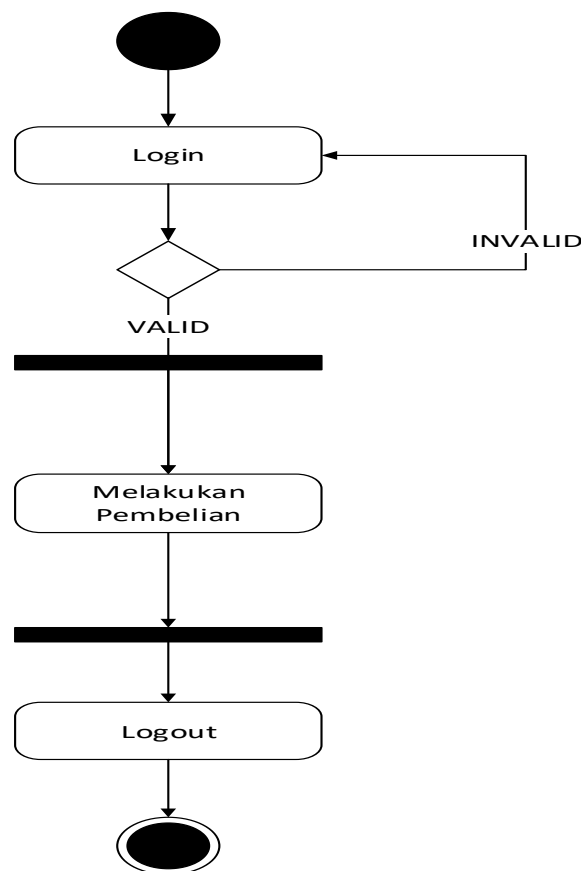 Login
INVALID
VALID
Melakukan
Pembelian
Logout